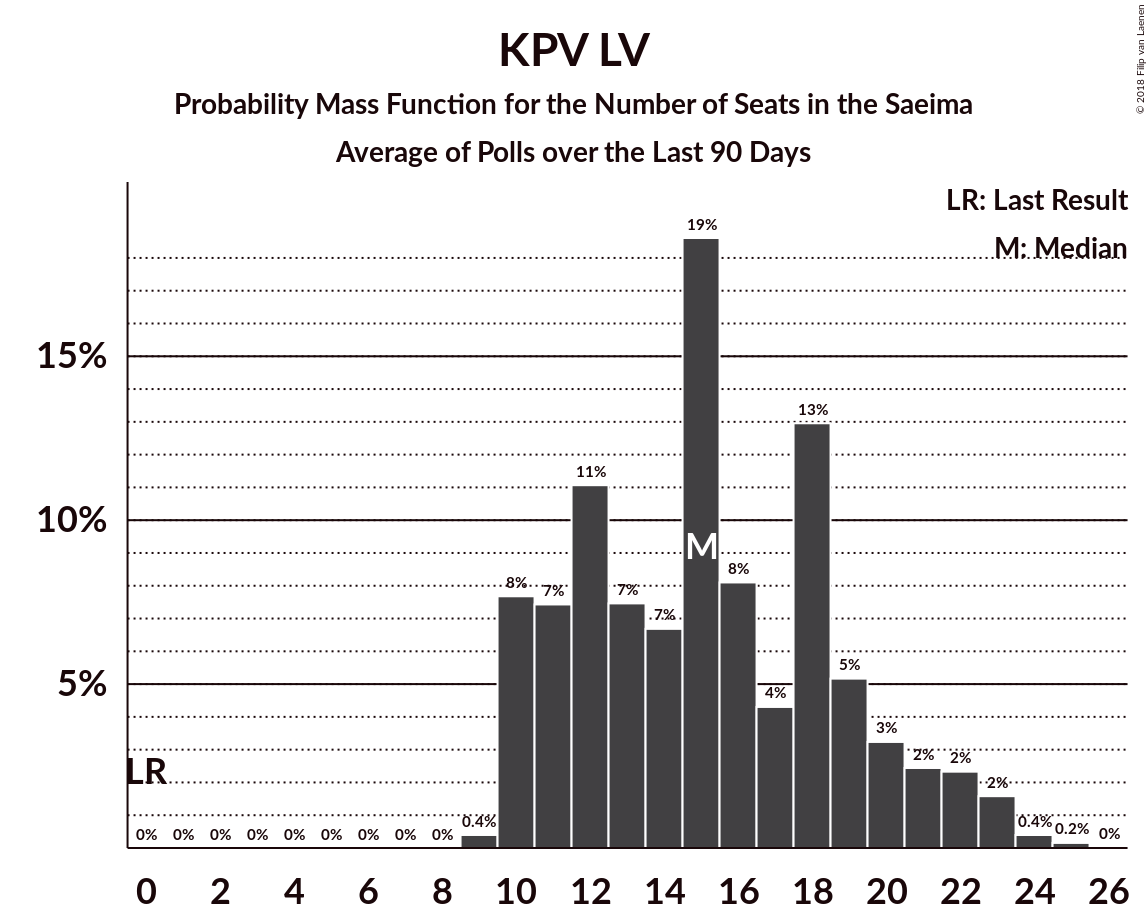 KPV LV
Probability Mass Function for the Number of Seats in the Saeima
Average of Polls over the Last 90 Days
© 2018 Filip van Laenen
LR: Last Result
M: Median
19%
15%
13%
11%
10%
M
8%
8%
7%
7%
7%
5%
5%
4%
3%
2%
2%
2%
LR
0% 0% 0% 0% 0% 0% 0% 0% 0% 0.4% 0.4% 0.2% 0%
0 2 4 6 8 10 12 14 16 18 20 22 24 26